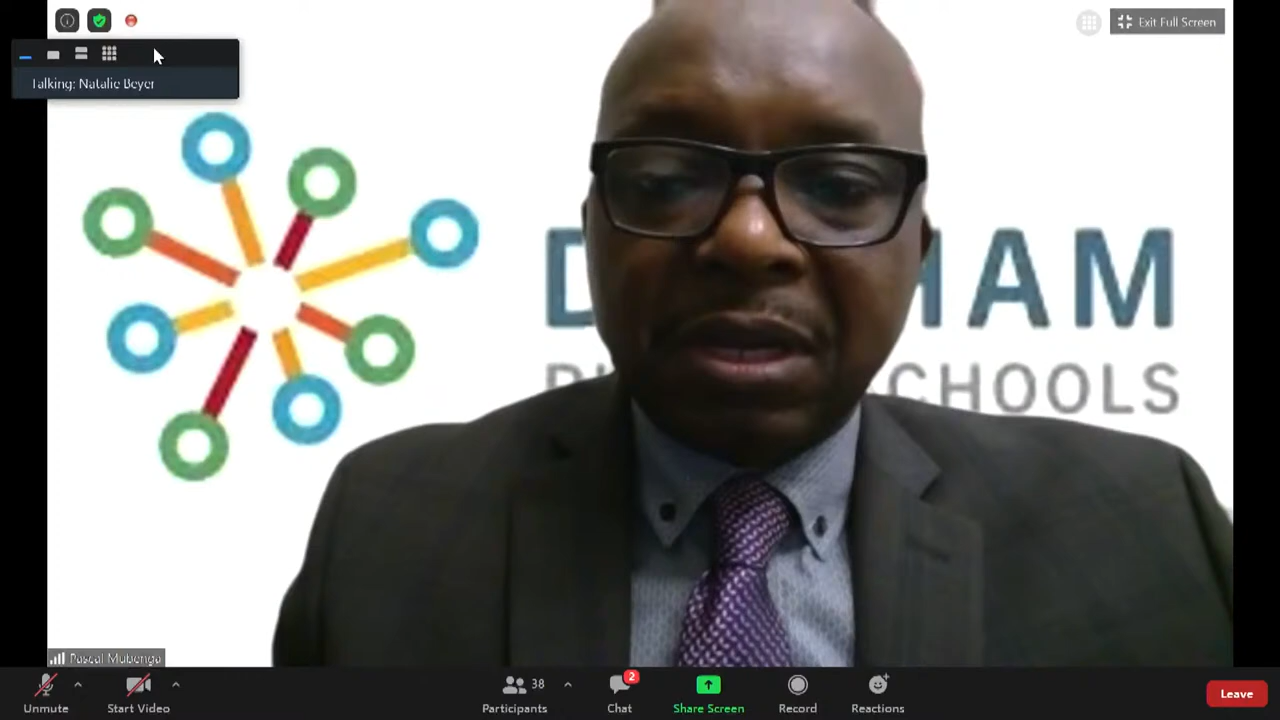 Exit Full Screen
Talking: Natalie Beyer
HAM
SCHOOLS
Pascal Mubenga
38
2
Unmute
Start Video
Participants
Chat
Share Screen
Record
Reactions
Leave